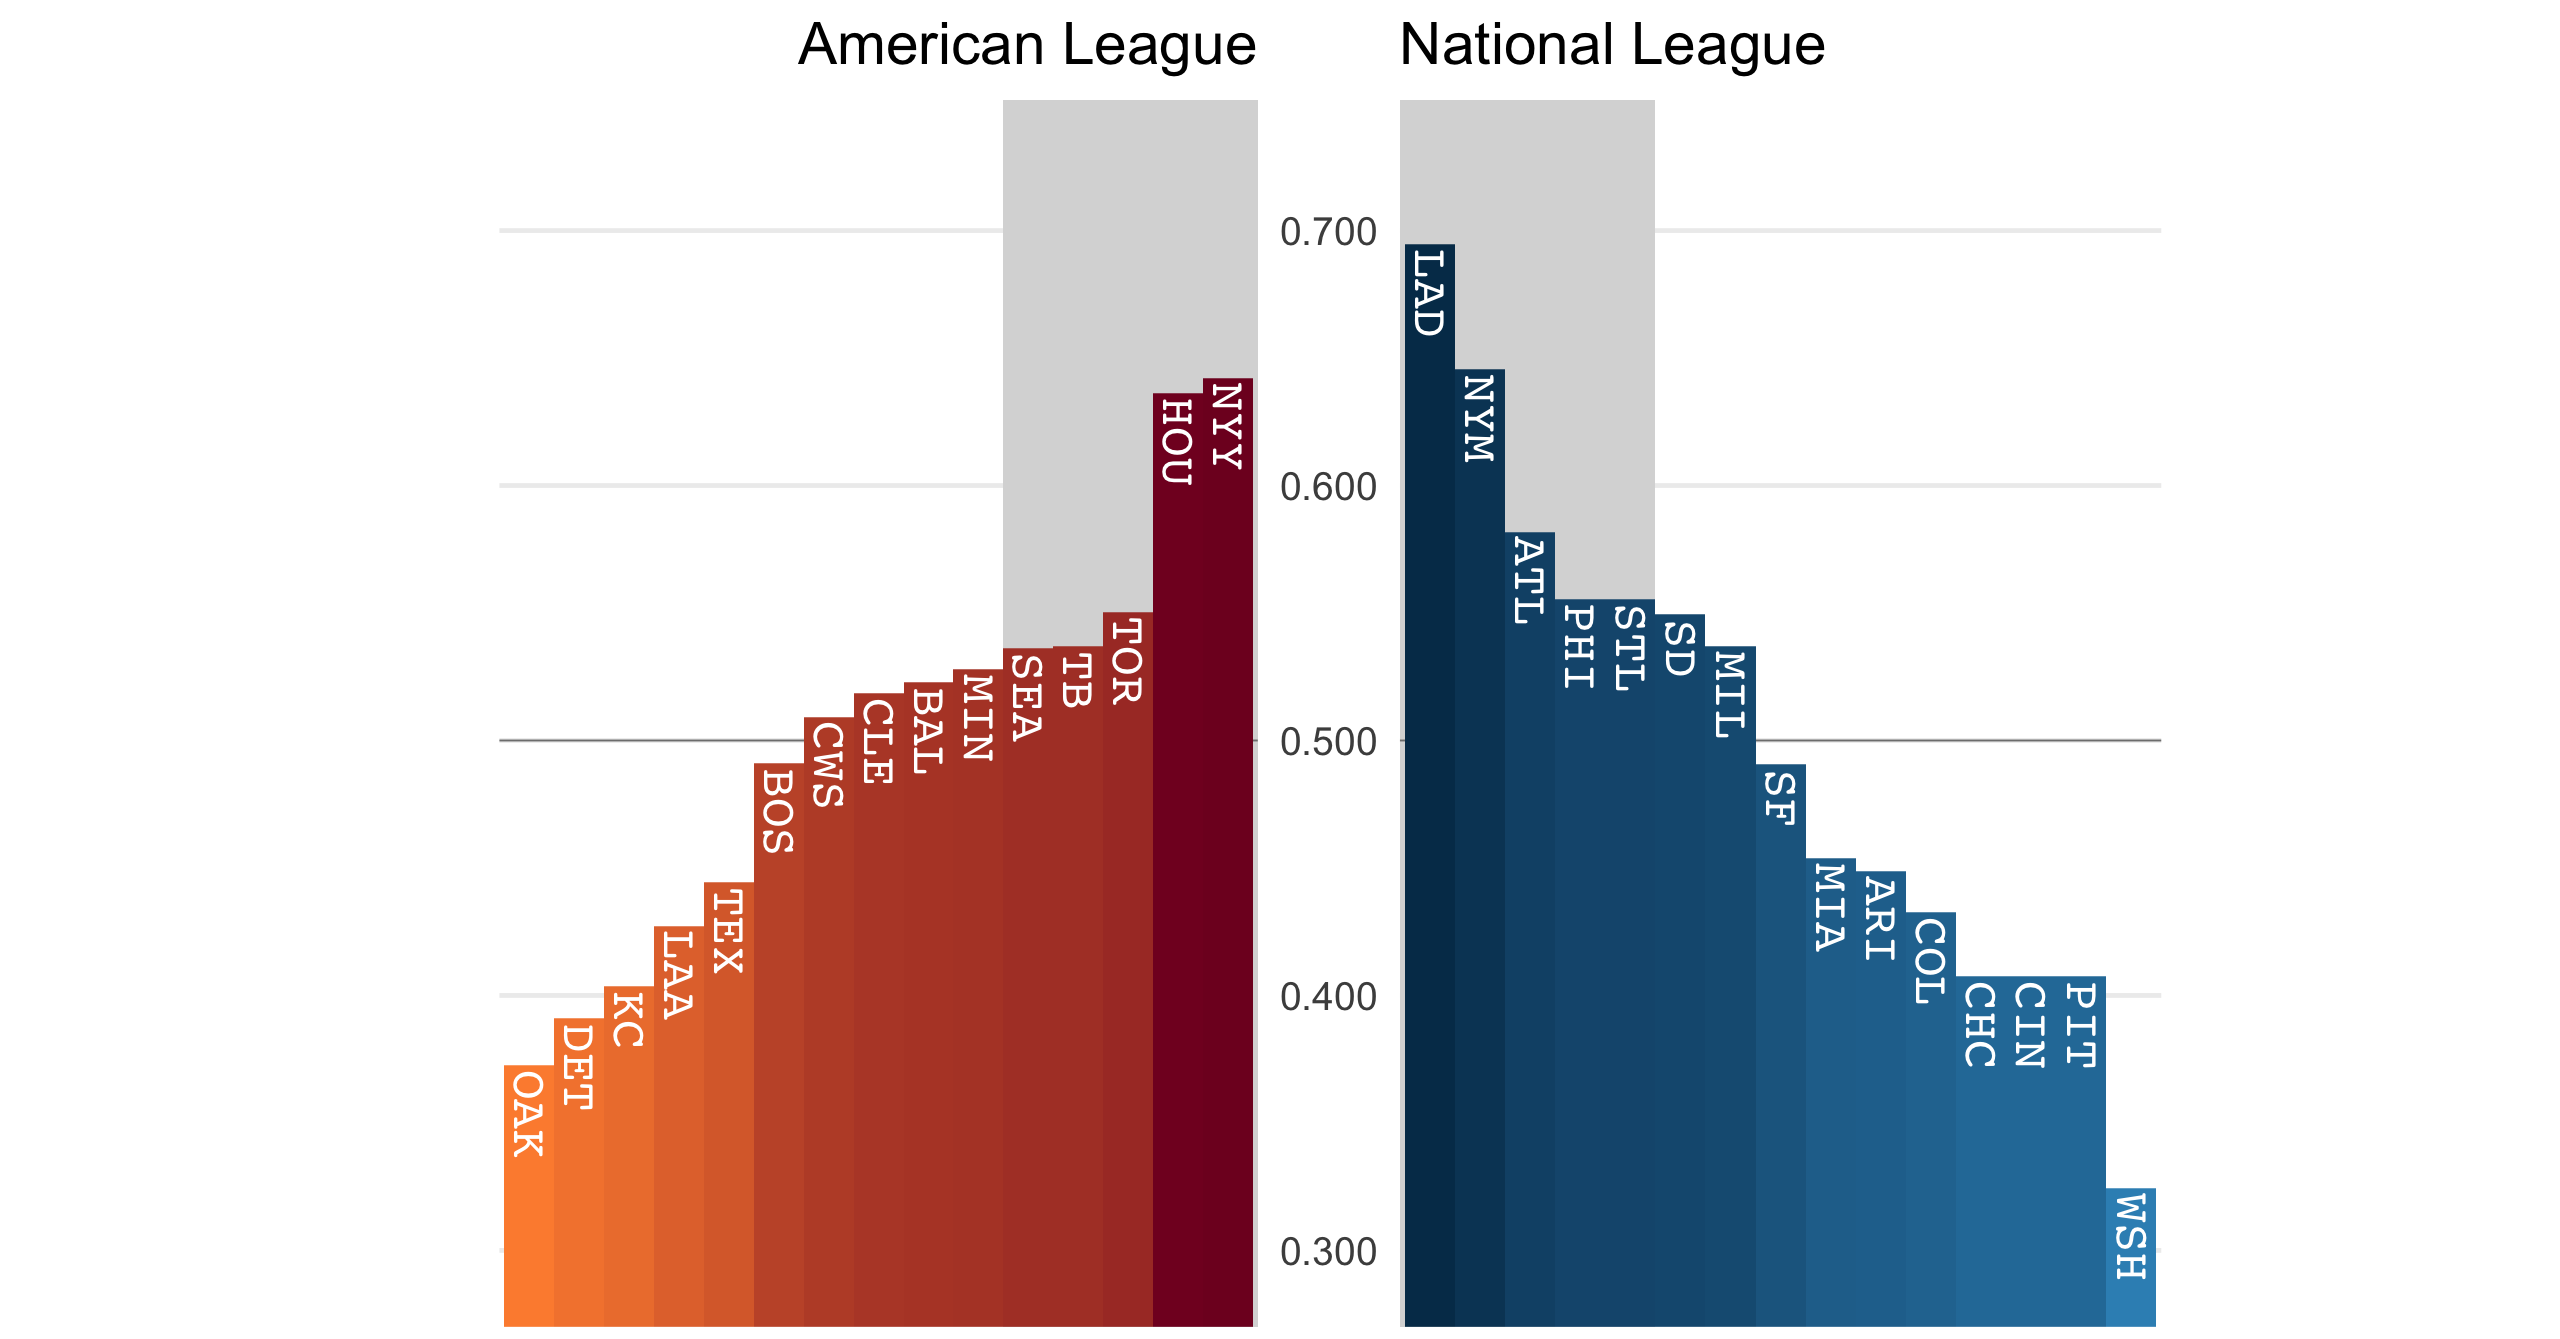 American League
National League
0.700
0.600
0.500
0.400
0.300
OAK
DET
KC
LAA
TEX
BOS
CWS
CLE
BAL
MIN
SEA
TB
TOR
HOU
NYY
LAD
NYM
ATL
PHI
STL
SD
MIL
SF
MIA
ARI
COL
CHC
CIN
PIT
WSH